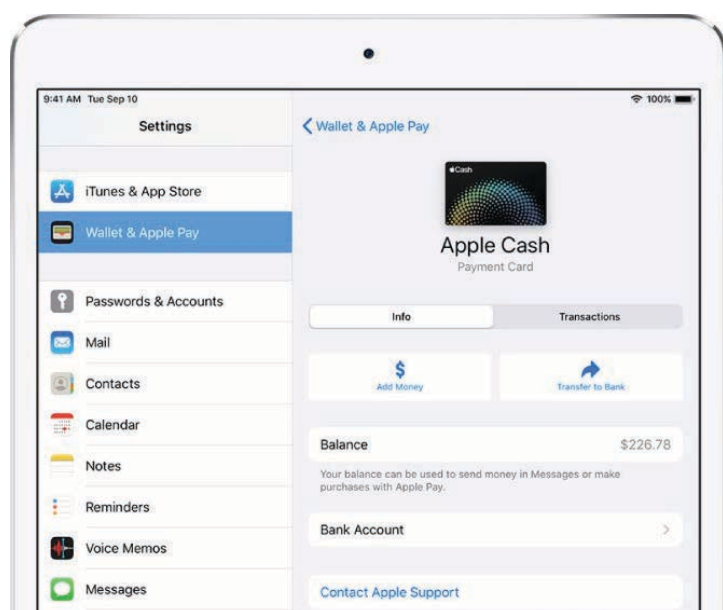 9:41 AM Tue Sep 10
100%
Settings
Wallet & Apple Pay
iTunes & App Store
Wallet & Apple Pay
Passwords & Accounts
Mail
Contacts
Calendar
Notes
Reminders
Voice Memos
Messages
Cash
Apple Cash
Payment Card
Info
Transactions
$
Add Money
Transfer to Bank
Balance
$226.78
Your balance can be used to send money in Messages or make
purchases with Apple Pay.
Bank Account
Contact Apple Support